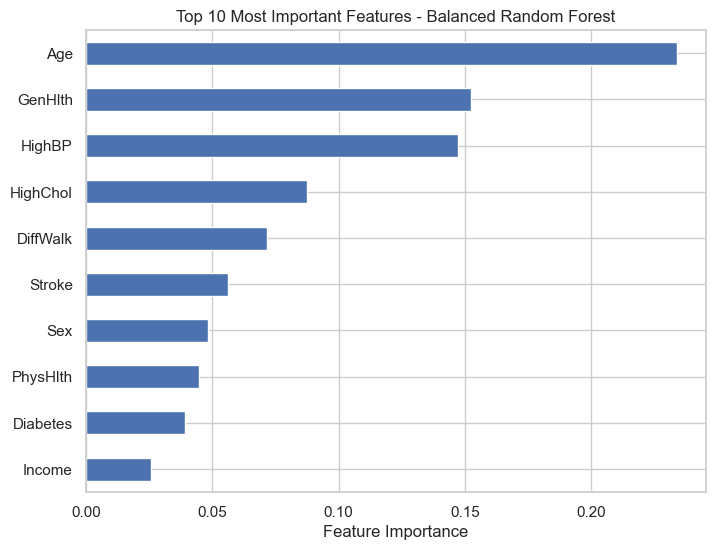 Top 10 Most Important Features - Balanced Random Forest
Age
GenHlth
HighBP
HighChol
DiffWalk
Stroke
Sex
PhysHlth
Diabetes
Income
0.00 0.05 0.10 0.15 0.20
Feature Importance